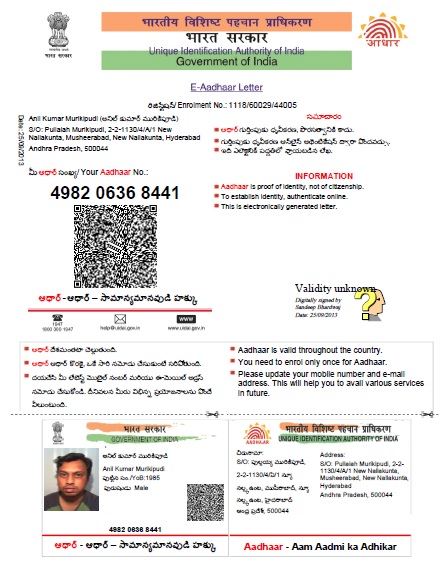 भारतीय विशिष्ट पहचान प्राधिकरण
भारत सरकार
Unique Identification Authority of India
Government of India
भारत सरकार
आधार
E-Aadhaar Letter
రిజిస్ట్రేషన్/ Enrolment No.: 1118/60029/44005
Date: 25/09/2013
Anil Kumar Murikipudi (అనిల్ కుమార్ మురికిపూడి)
S/O: Pullaiah Murikipudi, 2-2-1130/4/A/1 New
Nallakunta, Musheerabad, New Nallakunta, Hyderabad
Andhra Pradesh, 500044
మీ ఆధార్ సంఖ్య/ Your Aadhaar No.:
4982 0636 8441
ఆధార్ - ఆధార్ – సామాన్యమానవుడి హక్కు
1947
1800 300 1947
help@uidai.gov.in
www.uidai.gov.in
సమాచారం
ఆధార్ గుర్తింపుకు ధృవీకరణ, పౌరసత్వానికి కాదు.
గుర్తింపుకు ధృవీకరణ ఆన్‌లైన్ అథెంటికేషన్ ద్వారా పొందవచ్చు.
ఇది ఎలెక్ట్రానిక్ పద్ధతిలో వ్రాయబడిన లేఖ.
INFORMATION
Aadhaar is proof of identity, not of citizenship.
To establish identity, authenticate online.
This is electronically generated letter.
Validity unknown
Digitally signed by
Sandeep Bhardwaj
Date: 25/09/2013
ఆధార్ దేశమంతటా చెల్లుతుంది.
ఆధార్ కొరకై, ఒకే సారి నమోదు చేసుకుంటే సరిపోతుంది.
దయచేసి మీ లేటెస్ట్ మొబైల్ నంబర్ మరియు ఈ-మెయిల్ అడ్రస్
నమోదు చేసుకోండి. దీనివలన మీరు విభిన్న ప్రయోజనాలను పొందే
వీలుంటుంది.
Aadhaar is valid throughout the country.
You need to enrol only once for Aadhaar.
Please update your mobile number and e-mail
address. This will help you to avail various services
in future.
भारत सरकार
GOVERNMENT OF INDIA
అనిల్ కుమార్ మురికిపూడి
Anil Kumar Murikipudi
పుట్టిన సం./YoB:1985
పురుషుడు Male
4982 0636 8441
ఆధార్ - ఆధార్ – సామాన్యమానవుడి హక్కు
भारतीय विशिष्ट पहचान प्राधिकरण
UNIQUE IDENTIFICATION AUTHORITY OF INDIA
AADHAAR
చిరునామా:
S/O: పుల్లయ్య మురికిపూడి,
2-2-1130/4/ఏ/1 న్యూ
నల్లకుంట, ముషీరాబాద్, న్యూ
నల్లకుంట, హైదరాబాద్
ఆంధ్ర ప్రదేశ్, 500044
Address:
S/O: Pullaiah Murikipudi, 2-2-
1130/4/A/1 New Nallakunta,
Musheerabad, New Nallakunta,
Hyderabad
Andhra Pradesh, 500044
Aadhaar - Aam Aadmi ka Adhikar